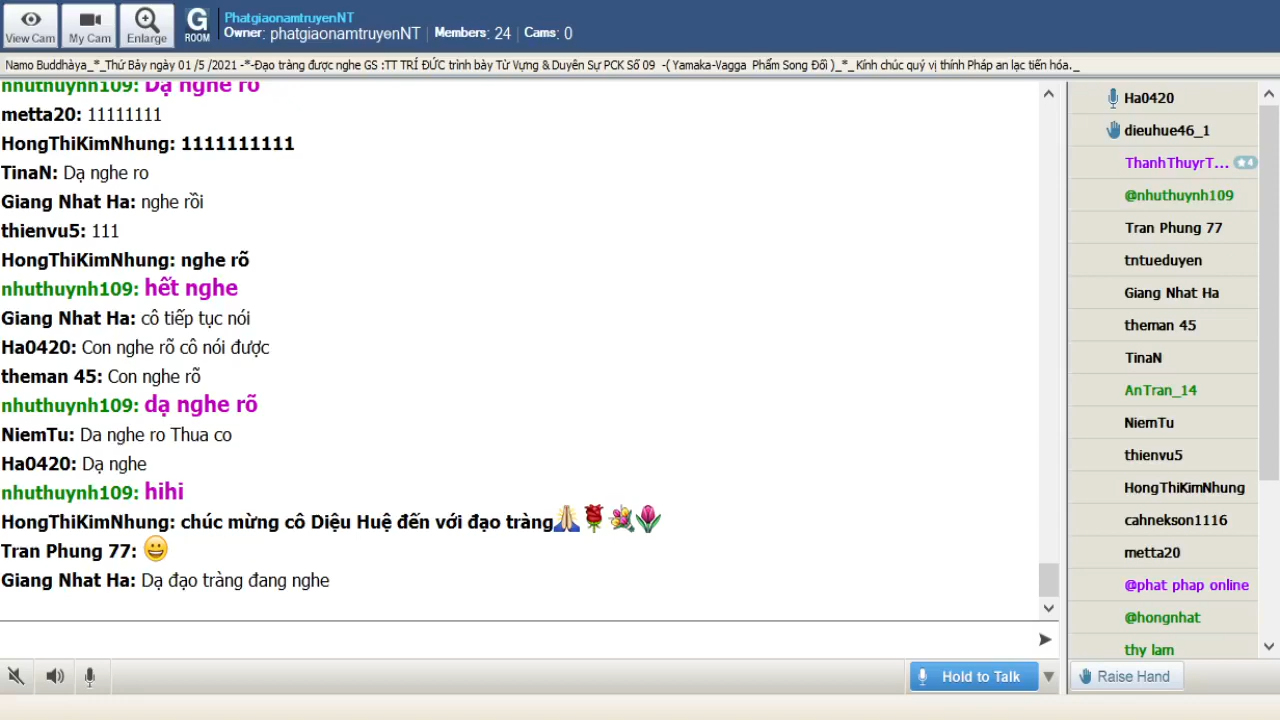 PhatgiaonamtruyenNT
View Cam
My Cam
Enlarge
G
ROOM
Owner: phatgiaonamtruyenNT | Members: 24 | Cams: 0
Namo Buddhàya_*_Thứ Bảy ngày 01 /5 /2021 -*-Đạo tràng được nghe GS :TT TRÍ ĐỨC trình bày Từ Vựng & Duyên Sự PCK Số 09 -( Yamaka-Vagga Phẩm Song Đối )_*_ Kính chúc quý vị thính Pháp an lạc tiến hóa._
nhuthuynh109: Dạ nghe rõ
metta20: 11111111
HongThiKimNhung: 1111111111
TinaN: Dạ nghe ro
Giang Nhat Ha: nghe rồi
thienvu5: 111
HongThiKimNhung: nghe rõ
nhuthuynh109: hết nghe
Giang Nhat Ha: cô tiếp tục nói
Ha0420: Con nghe rõ cô nói được
theman 45: Con nghe rõ
nhuthuynh109: dạ nghe rõ
NiemTu: Da nghe ro Thua co
Ha0420: Dạ nghe
nhuthuynh109: hihi
HongThiKimNhung: chúc mừng cô Diệu Huệ đến với đạo tràng
Tran Phung 77:
Giang Nhat Ha: Dạ đạo tràng đang nghe
Hold to Talk
Ha0420
dieuhue46_1
ThanhThuyrT... ★4
@nhuthuynh109
Tran Phung 77
tntueduyen
Giang Nhat Ha
theman 45
TinaN
AnTran_14
NiemTu
thienvu5
HongThiKimNhung
cahnekson1116
metta20
@phat phap online
@hongnhat
thy lam
Raise Hand